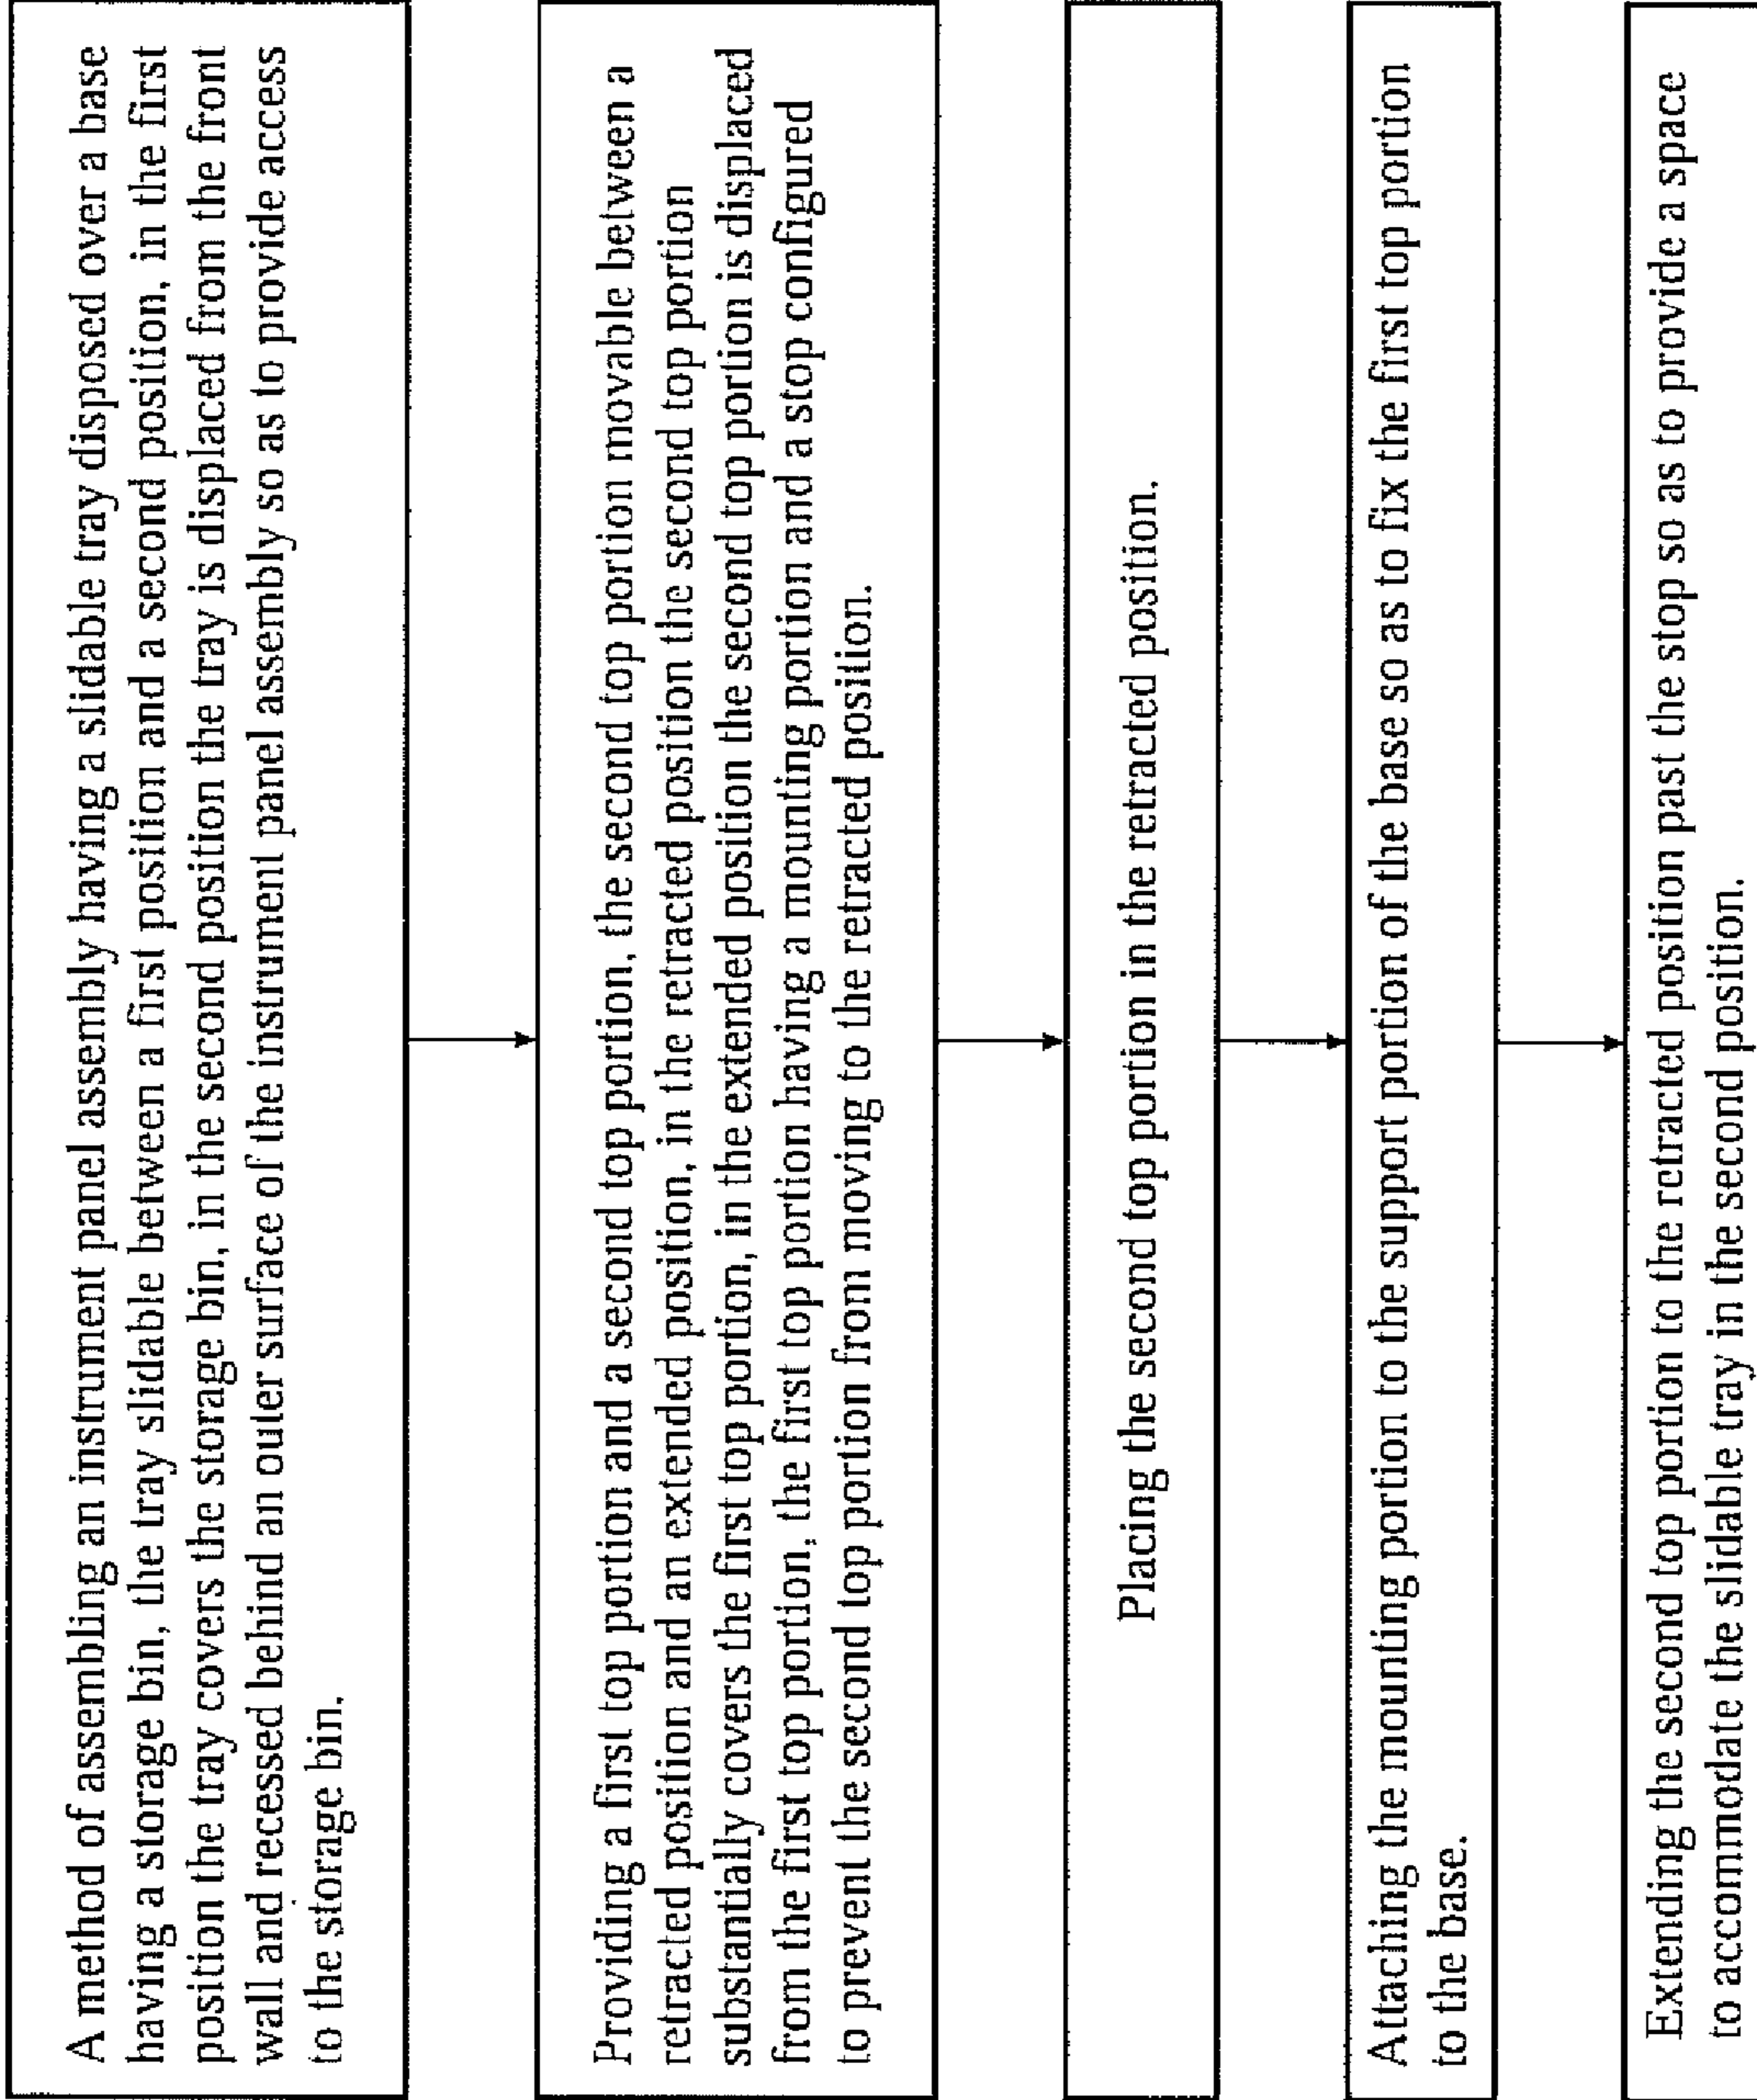 A method of assembling an instrument panel assembly having a slidable tray disposed over a base
having a storage bin, the tray slidable between a first position and a second position, in the first
position the tray covers the storage bin, in the second position the tray is displaced from the front
wall and recessed behind an outer surface of the instrument panel assembly so as to provide access
to the storage bin.
Providing a first top portion and a second top portion, the second top portion movable between a
retracted position and an extended position, in the retracted position the second top portion
substantially covers the first top portion, in the extended position the second top portion is displaced
from the first top portion, the first top portion having a mounting portion and a stop configured
to prevent the second top portion from moving to the retracted position.
Placing the second top portion in the retracted position.
Attaching the mounting portion to the support portion of the base so as to fix the first top portion
to the base.
Extending the second top portion to the retracted position past the stop so as to provide a space
to accommodate the slidable tray in the second position.